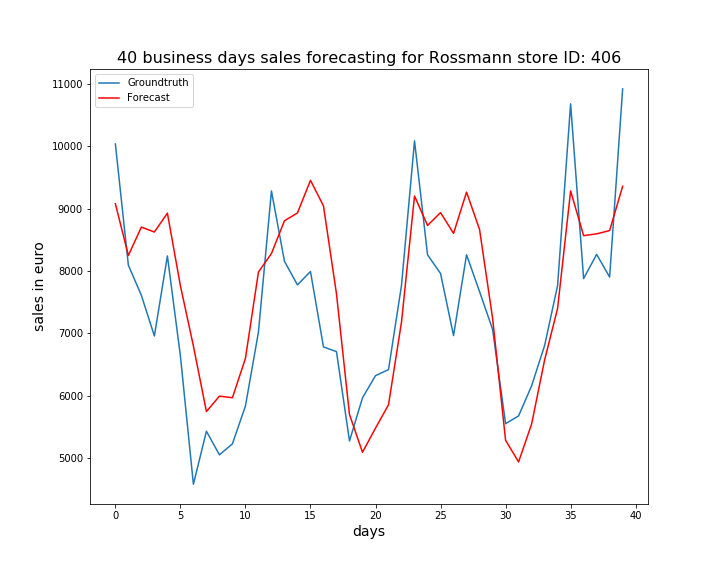 40 business days sales forecasting for Rossmann store ID: 406
Groundtruth
Forecast
11000
10000
9000
8000
7000
6000
5000
sales in euro
0 5 10 15 20 25 30 35 40
days